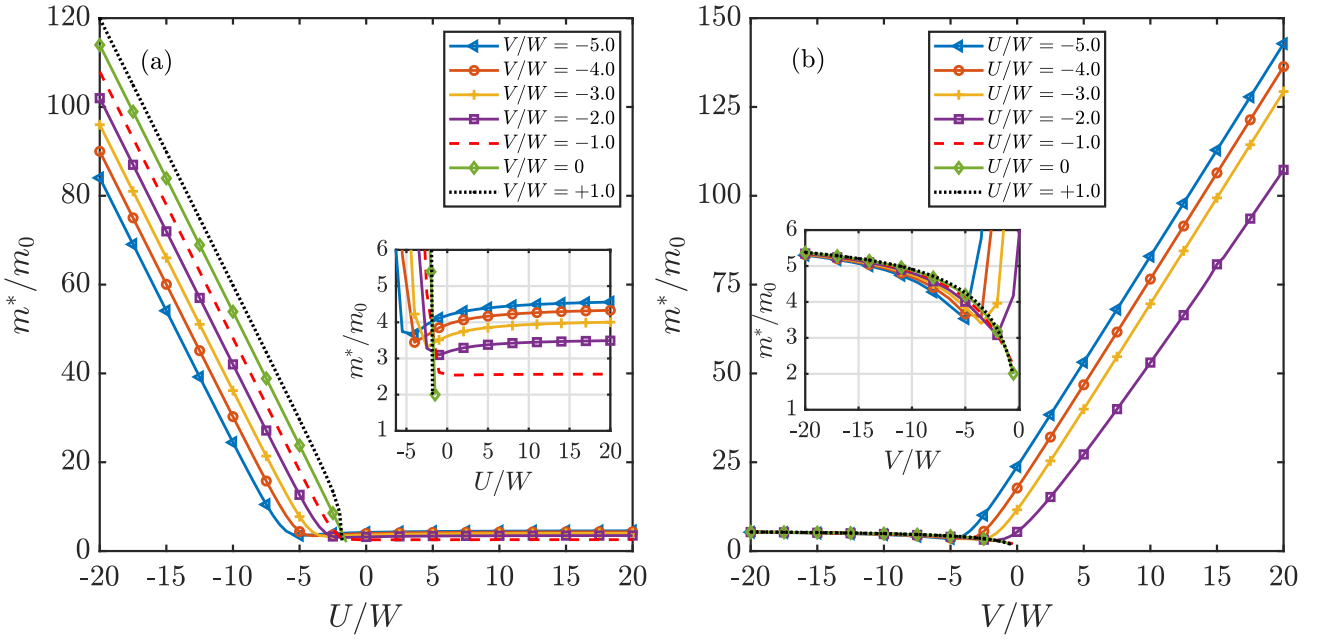 (a)
V/W = −5.0
V/W = −4.0
V/W = −3.0
V/W = −2.0
V/W = −1.0
V/W = 0
V/W = +1.0
120
100
80
60
40
20
0
m*/m₀
-20 -15 -10 -5 0 5 10 15 20
U/W
6
5
4
3
2
1
m*/m₀
-5 0 5 10 15 20
U/W
(b)
U/W = −5.0
U/W = −4.0
U/W = −3.0
U/W = −2.0
U/W = −1.0
U/W = 0
U/W = +1.0
150
125
100
75
50
25
0
m*/m₀
-20 -15 -10 -5 0 5 10 15 20
V/W
6
5
4
3
2
1
m*/m₀
-20 -15 -10 -5 0
V/W